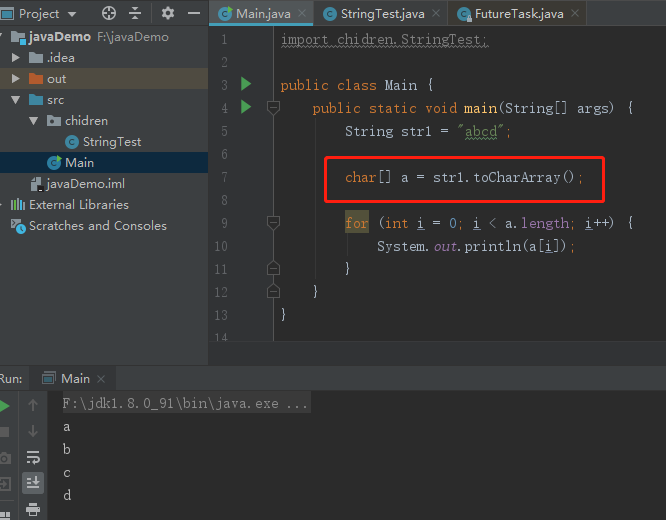 Project
Main.java
StringTest.java
FutureTask.java
javaDemo F:\javaDemo
.idea
out
src
chidren
StringTest
Main
javaDemo.iml
External Libraries
Scratches and Consoles
1 import chidren.StringTest;
2
3 public class Main {
4 public static void main(String[] args) {
5 String str1 = "abcd";
6
7 char[] a = str1.toCharArray();
8
9 for (int i = 0; i < a.length; i++) {
10 System.out.println(a[i]);
11 }
12 }
13 }
14
Run: Main
F:\jdk1.8.0_91\bin\java.exe ...
a
b
c
d